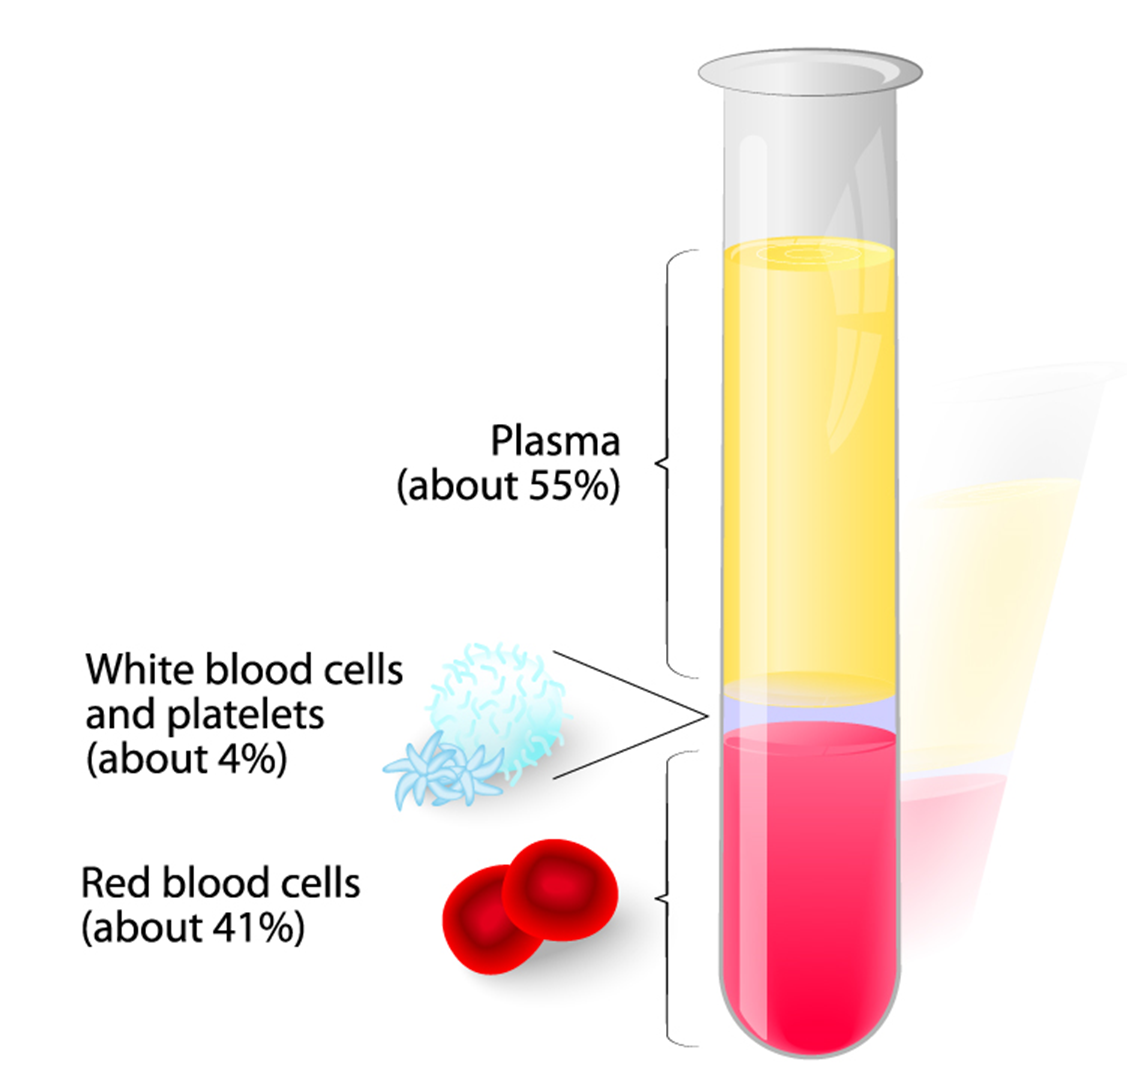 Plasma
(about 55%)
White blood cells
and platelets
(about 4%)
Red blood cells
(about 41%)